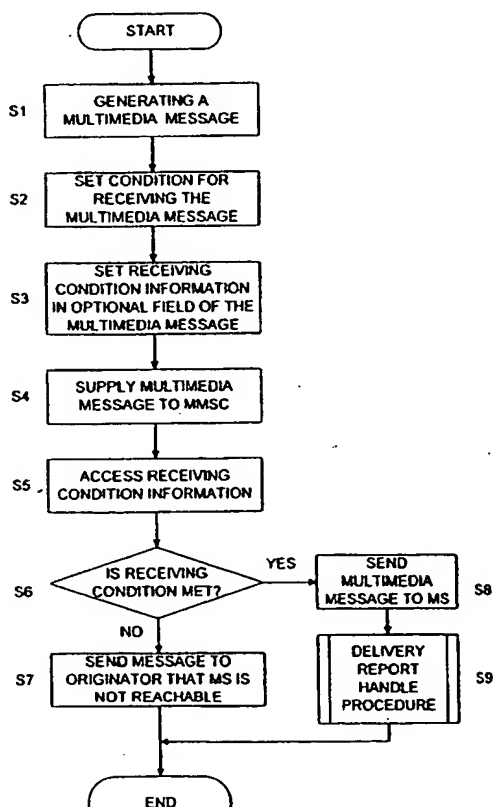 START
S1
GENERATING A
MULTIMEDIA MESSAGE
S2
SET CONDITION FOR
RECEIVING THE
MULTIMEDIA MESSAGE
S3
SET RECEIVING
CONDITION INFORMATION
IN OPTIONAL FIELD OF THE
MULTIMEDIA MESSAGE
S4
SUPPLY MULTIMEDIA
MESSAGE TO MMSC
S5
ACCESS RECEIVING
CONDITION INFORMATION
S6
IS RECEIVING
CONDITION MET?
YES
SEND
MULTIMEDIA
MESSAGE TO MS
S8
NO
S7
SEND MESSAGE TO
ORIGINATOR THAT MS IS
NOT REACHABLE
DELIVERY
REPORT
HANDLE
PROCEDURE
S9
END